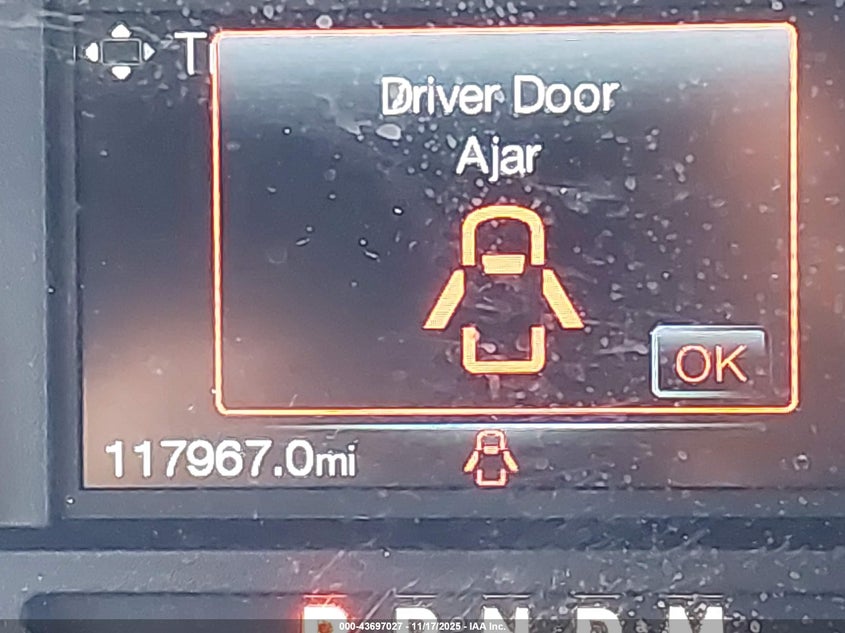 T
Driver Door
Ajar
OK
117967.0mi
P R N D M
000-43697027 - 11/17/2025 - IAA Inc.